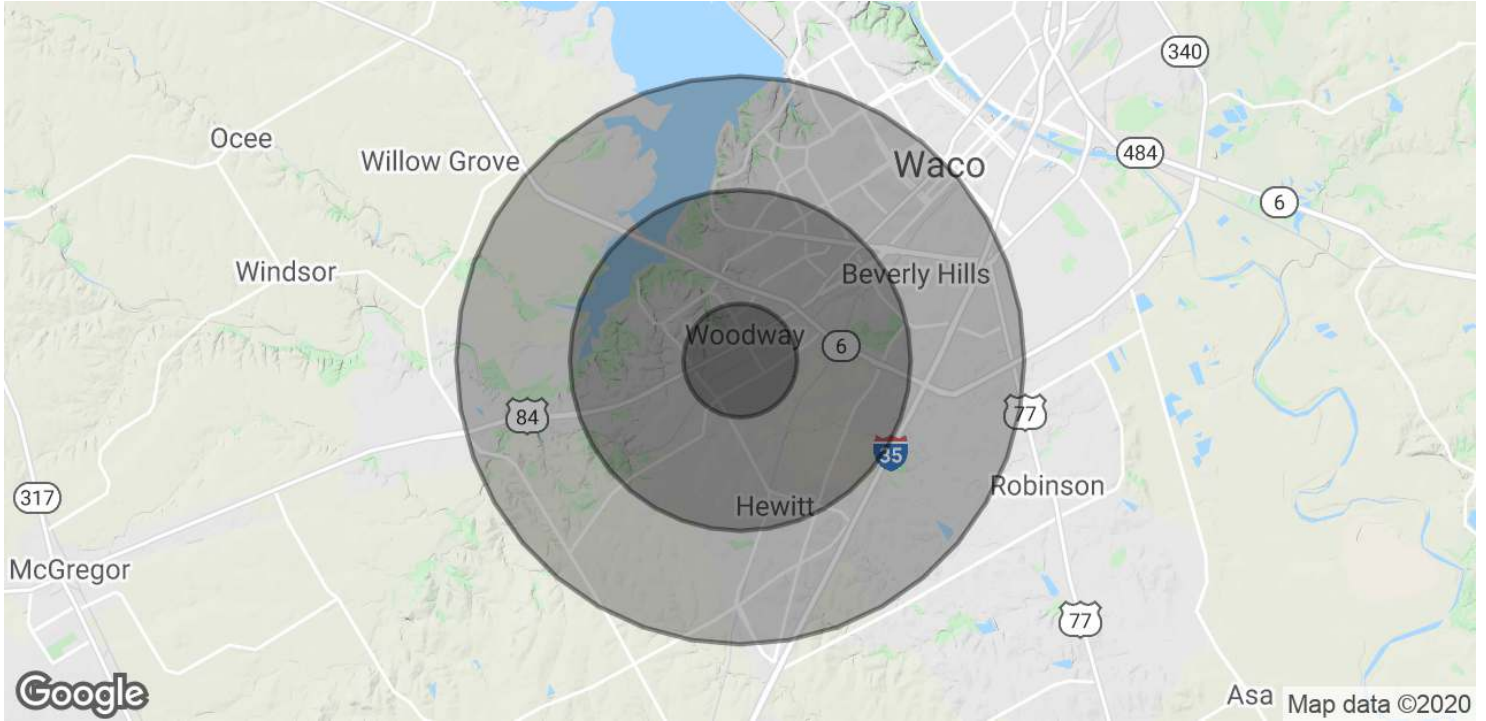 340
Ocee
Willow Grove
Waco
484
6
Windsor
Beverly Hills
Woodway
6
84
77
35
317
Hewitt
Robinson
McGregor
77
Google
Asa
Map data ©2020